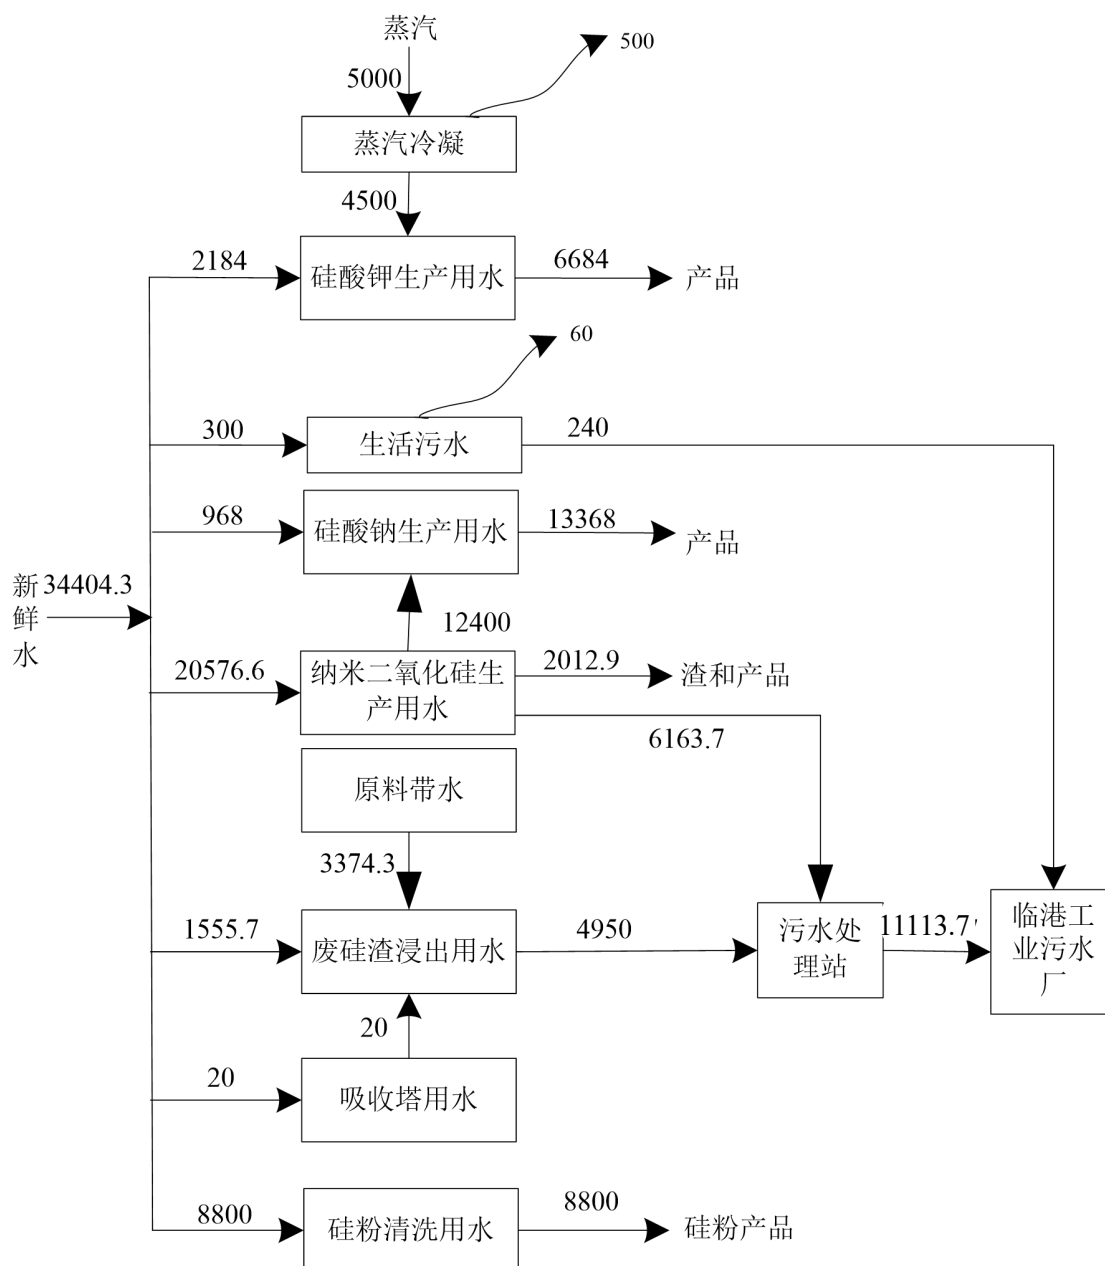 蒸汽
500
5000
蒸汽冷凝
4500
2184
硅酸钾生产用水
6684
产品
60
300
生活污水
240
968
硅酸钠生产用水
13368
产品
新
鲜
水
34404.3
12400
20576.6
纳米二氧化硅生
产用水
2012.9
渣和产品
6163.7
原料带水
3374.3
1555.7
废硅渣浸出用水
4950
污水处
理站
11113.7
临港工
业污水
厂
20
20
吸收塔用水
8800
硅粉清洗用水
8800
硅粉产品